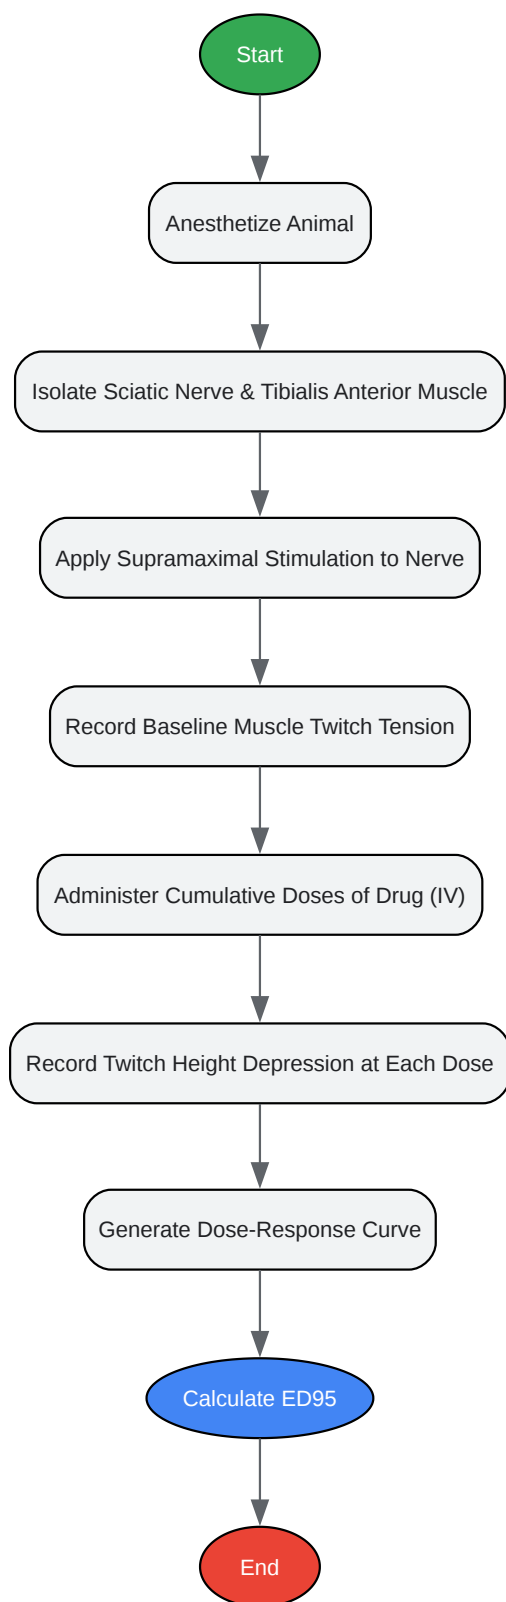 Start
Anesthetize Animal
Isolate Sciatic Nerve & Tibialis Anterior Muscle
Apply Supramaximal Stimulation to Nerve
Record Baseline Muscle Twitch Tension
Administer Cumulative Doses of Drug (IV)
Record Twitch Height Depression at Each Dose
Generate Dose-Response Curve
Calculate ED95
End